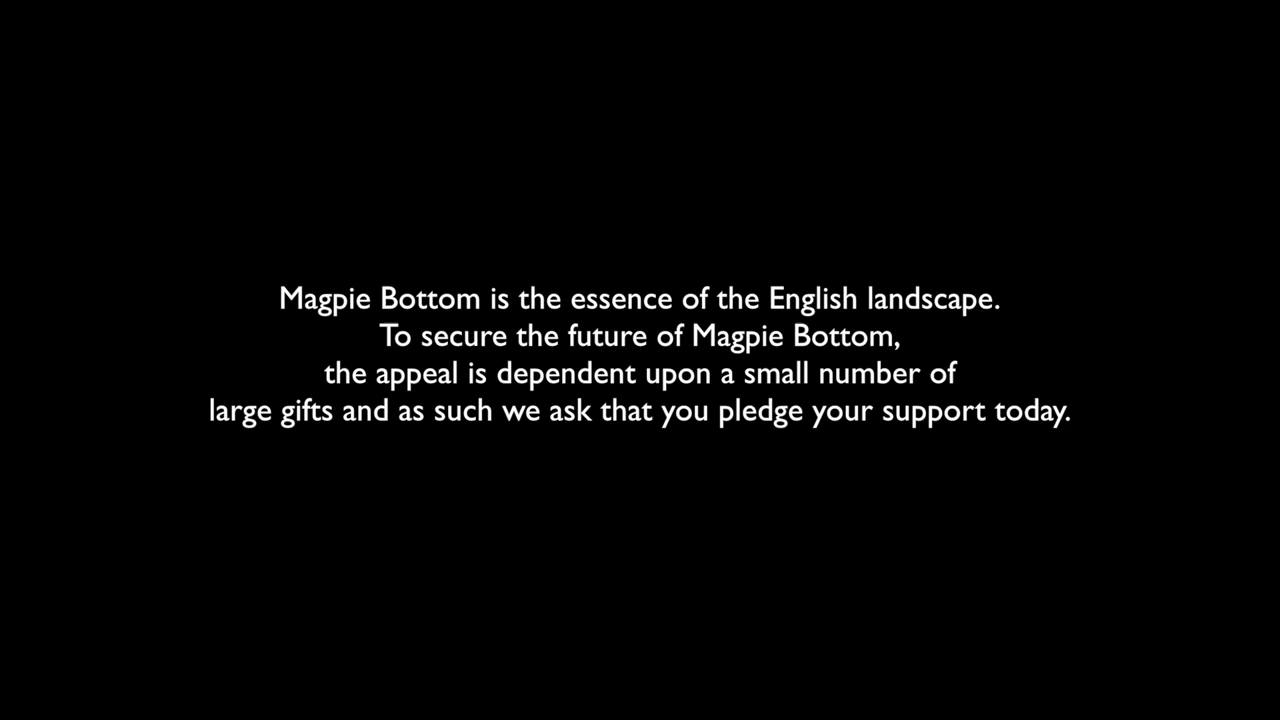 Magpie Bottom is the essence of the English landscape.
To secure the future of Magpie Bottom,
the appeal is dependent upon a small number of
large gifts and as such we ask that you pledge your support today.